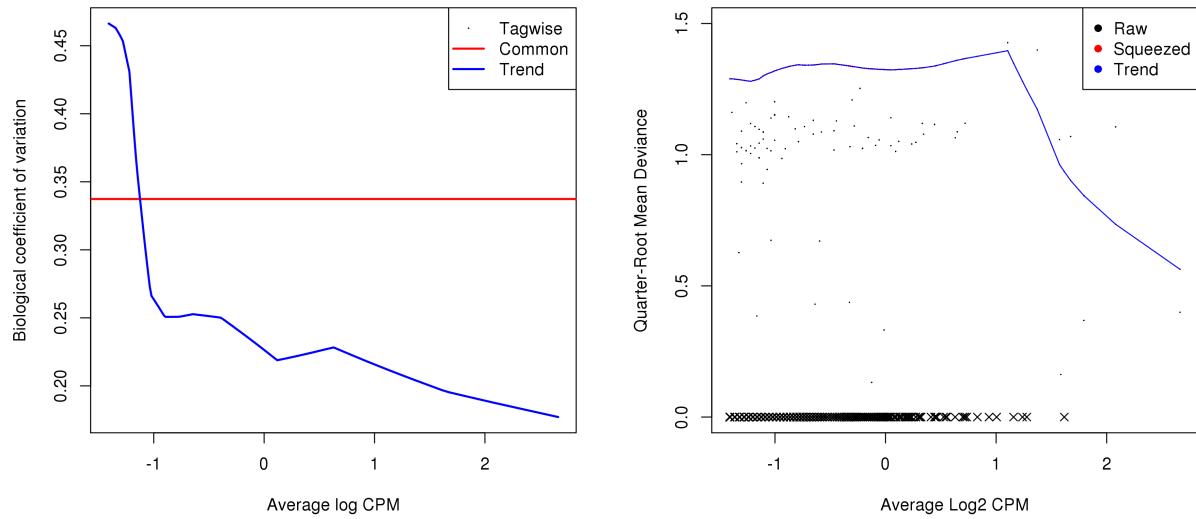 Biological coefficient of variation
0.45
0.40
0.35
0.30
0.25
0.20
Tagwise
Common
Trend
-1
0
1
2
Average log CPM
Quarter-Root Mean Deviance
1.5
1.0
0.5
0.0
Raw
Squeezed
Trend
-1
0
1
2
Average Log2 CPM